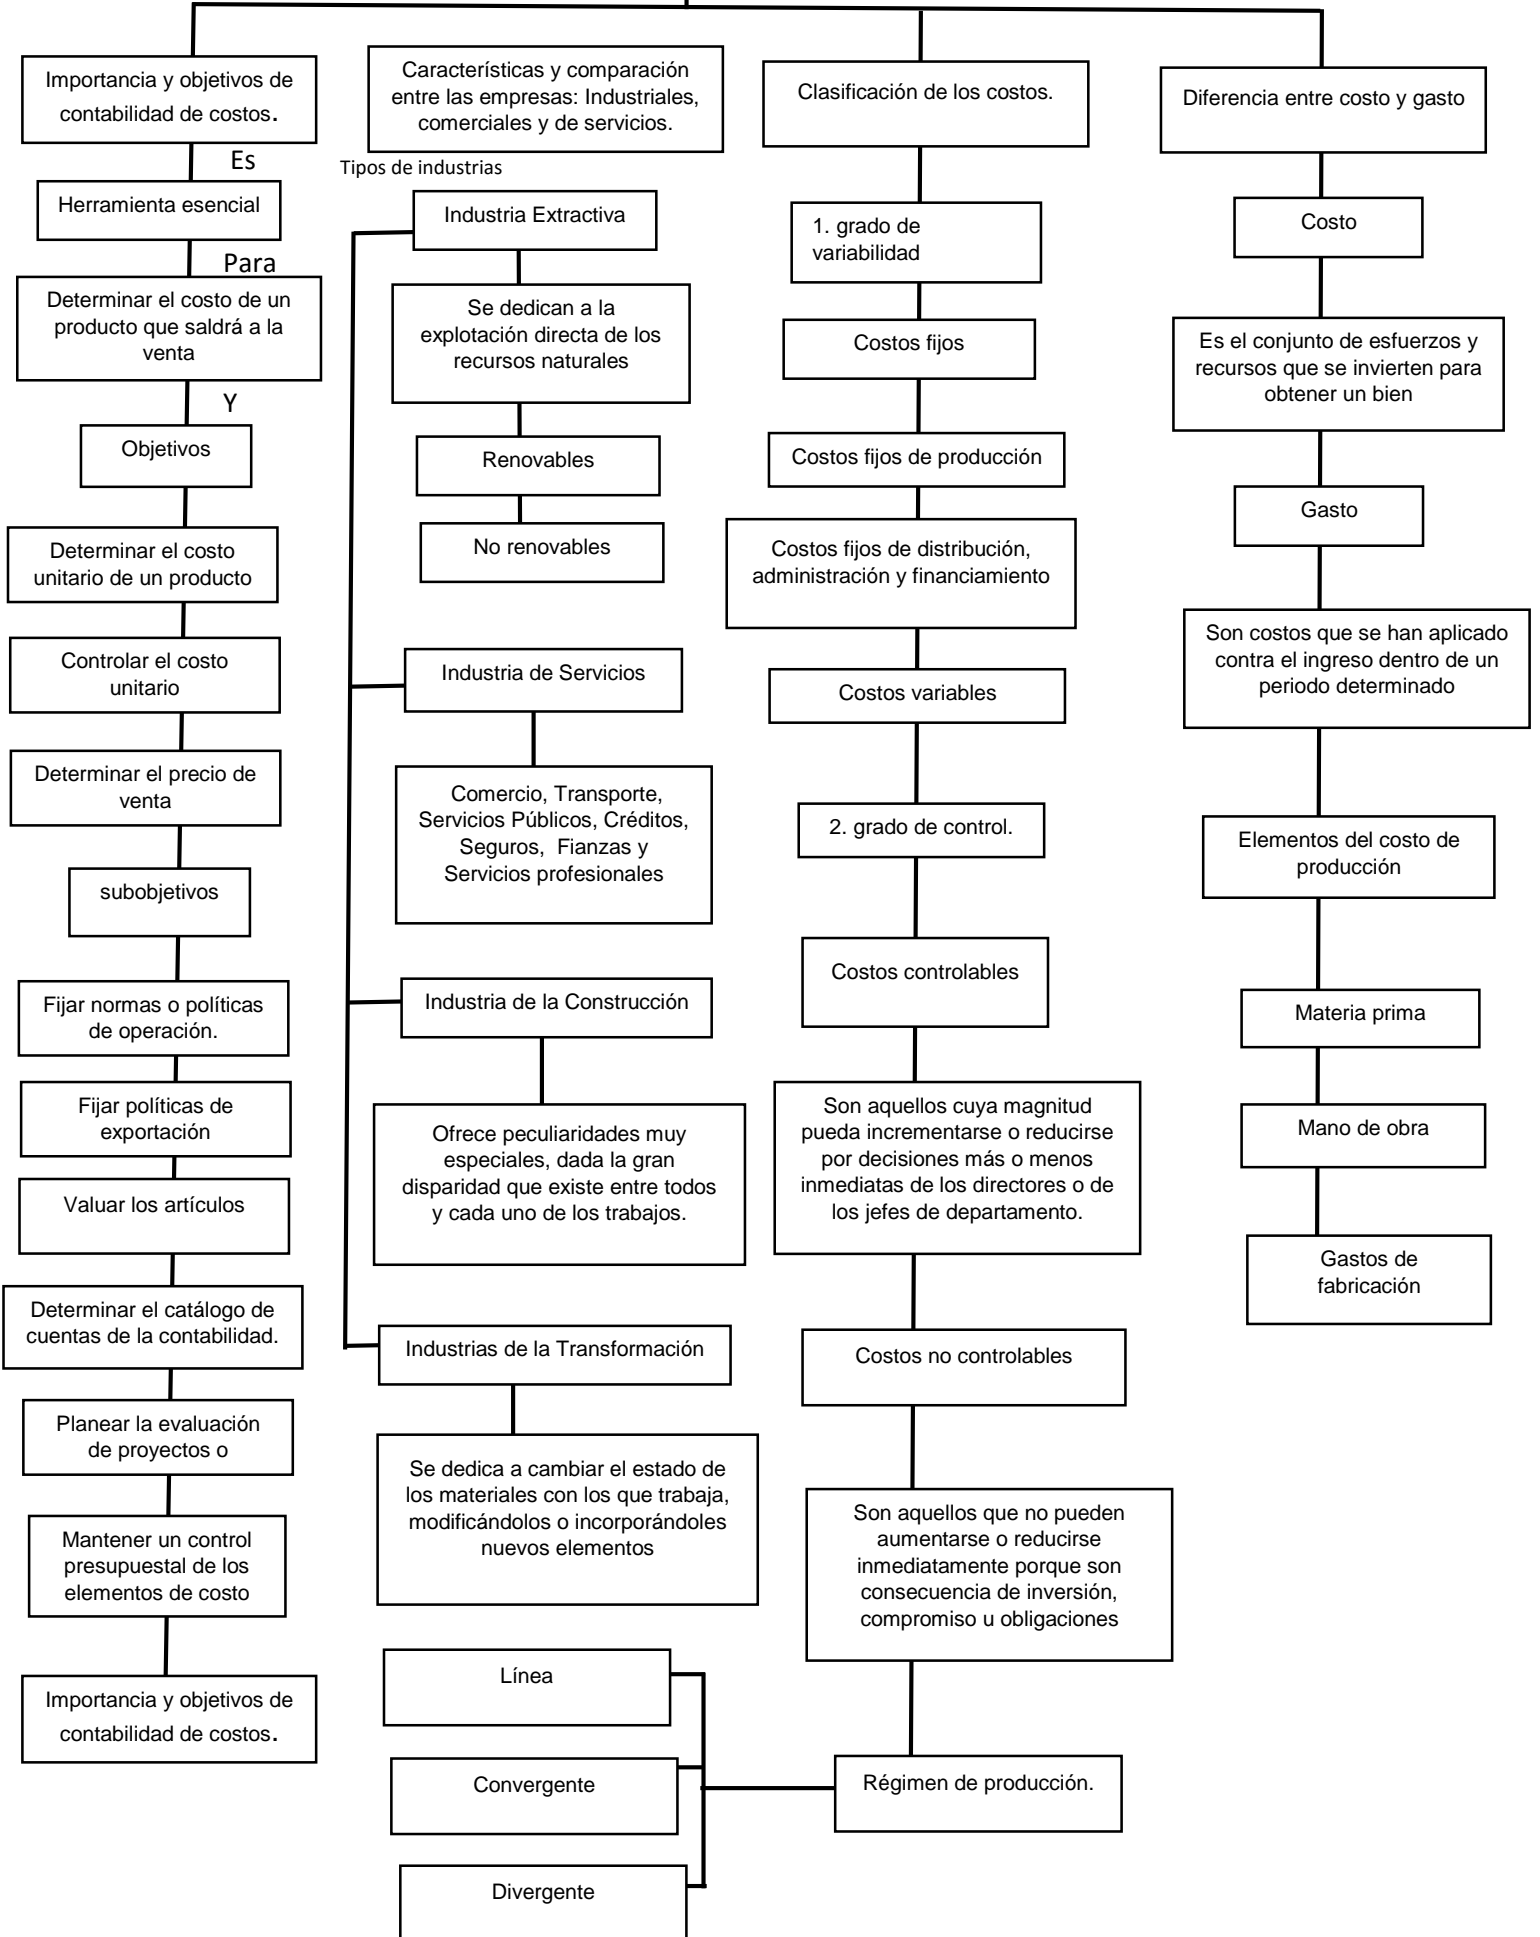 Importancia y objetivos de
contabilidad de costos.
Es
Herramienta esencial
Para
Determinar el costo de un
producto que saldrá a la
venta
Y
Objetivos
Determinar el costo
unitario de un producto
Controlar el costo
unitario
Determinar el precio de
venta
subobjetivos
Fijar normas o políticas
de operación.
Fijar políticas de
exportación
Valuar los artículos
Determinar el catálogo de
cuentas de la contabilidad.
Planear la evaluación
de proyectos o
Mantener un control
presupuestal de los
elementos de costo
Importancia y objetivos de
contabilidad de costos.
Características y comparación
entre las empresas: Industriales,
comerciales y de servicios.
Tipos de industrias
Industria Extractiva
Se dedican a la
explotación directa de los
recursos naturales
Renovables
No renovables
Industria de Servicios
Comercio, Transporte,
Servicios Públicos, Créditos,
Seguros, Fianzas y
Servicios profesionales
Industria de la Construcción
Ofrece peculiaridades muy
especiales, dada la gran
disparidad que existe entre todos
y cada uno de los trabajos.
Industrias de la Transformación
Se dedica a cambiar el estado de
los materiales con los que trabaja,
modificándolos o incorporándoles
nuevos elementos
Clasificación de los costos.
1. grado de
variabilidad
Costos fijos
Costos fijos de producción
Costos fijos de distribución,
administración y financiamiento
Costos variables
2. grado de control.
Costos controlables
Son aquellos cuya magnitud
pueda incrementarse o reducirse
por decisiones más o menos
inmediatas de los directores o de
los jefes de departamento.
Costos no controlables
Son aquellos que no pueden
aumentarse o reducirse
inmediatamente porque son
consecuencia de inversión,
compromiso u obligaciones
Régimen de producción.
Línea
Convergente
Divergente
Diferencia entre costo y gasto
Costo
Es el conjunto de esfuerzos y
recursos que se invierten para
obtener un bien
Gasto
Son costos que se han aplicado
contra el ingreso dentro de un
periodo determinado
Elementos del costo de
producción
Materia prima
Mano de obra
Gastos de
fabricación